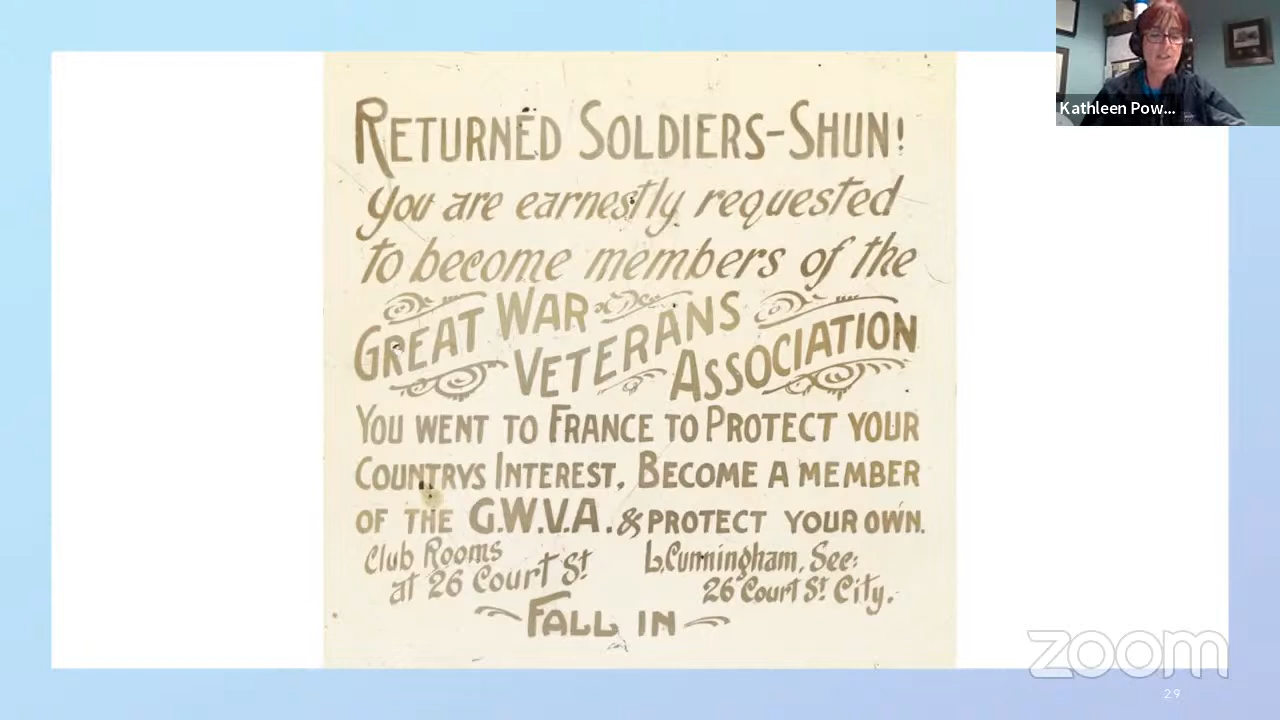 RETURNED SOLDIERS-SHUN!
you are earnestly requested
to become members of the
GREAT WAR VETERANS ASSOCIATION
YOU WENT TO FRANCE TO PROTECT YOUR
COUNTRYS INTEREST, BECOME A MEMBER
OF THE G.W.V.A. & PROTECT YOUR OWN.
Club Rooms
at 26 Court St
L. Cunningham, Sec:
26 Court St City.
FALL IN
Kathleen Pow...
zoom
29